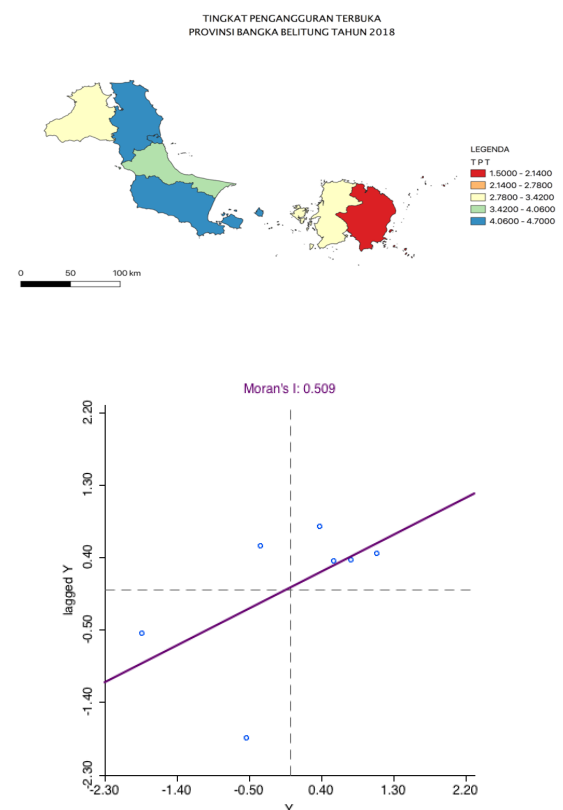 TINGKAT PENGANGGURAN TERBUKA
PROVINSI BANGKA BELITUNG TAHUN 2018
LEGENDA
T P T
1.5000 - 2.1400
2.1400 - 2.7800
2.7800 - 3.4200
3.4200 - 4.0600
4.0600 - 4.7000
0 50 100 km
Moran's I: 0.509
2.20
1.30
0.40
-0.50
-1.40
-2.30
lagged Y
-2.30 -1.40 -0.50 0.40 1.30 2.20
Y